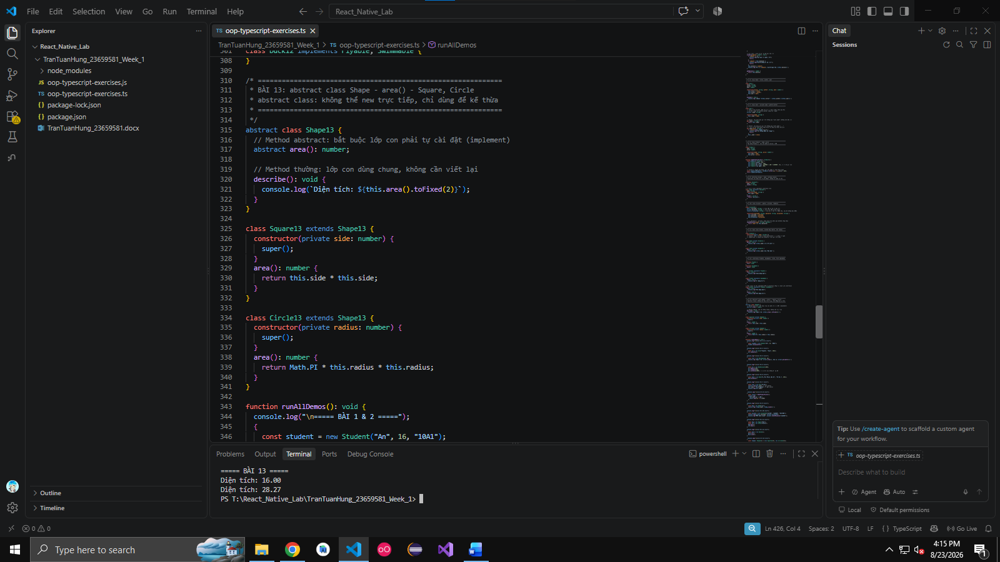 File Edit Selection View Go Run Terminal Help
React_Native_Lab
Explorer
React_Native_Lab
TranTuanHung_23659581_Week_1
node_modules
JS oop-typescript-exercises.js
TS oop-typescript-exercises.ts
{} package-lock.json
{} package.json
TranTuanHung_23659581.docx
Outline
Timeline
TS oop-typescript-exercises.ts
TranTuanHung_23659581_Week_1 > TS oop-typescript-exercises.ts > runAllDemos
301 class Duck12 implements Flyable, Swimmable {
308 }
309
310 /* =============================================================
311 * BÀI 13: abstract class Shape - area() - Square, Circle
312 * abstract class: không thể new trực tiếp, chỉ dùng để kế thừa
313 * =============================================================
314 */
315 abstract class Shape13 {
316 // Method abstract: bắt buộc lớp con phải tự cài đặt (implement)
317 abstract area(): number;
318
319 // Method thường: lớp con dùng chung, không cần viết lại
320 describe(): void {
321 console.log(`Diện tích: ${this.area().toFixed(2)}`);
322 }
323 }
324
325 class Square13 extends Shape13 {
326 constructor(private side: number) {
327 super();
328 }
329 area(): number {
330 return this.side * this.side;
331 }
332 }
333
334 class Circle13 extends Shape13 {
335 constructor(private radius: number) {
336 super();
337 }
338 area(): number {
339 return Math.PI * this.radius * this.radius;
340 }
341 }
342
343 function runAllDemos(): void {
344 console.log("\n===== BÀI 1 & 2 =====");
345 {
346 const student = new Student("An", 16, "10A1");
Problems Output Terminal Ports Debug Console
powershell
===== BÀI 13 =====
Diện tích: 16.00
Diện tích: 28.27
PS T:\React_Native_Lab\TranTuanHung_23659581_Week_1>
Chat
Sessions
Tip: Use /create-agent to scaffold a custom agent
for your workflow.
TS oop-typescript-exercises.ts
Describe what to build
Agent Auto
Local Default permissions
0 0
Ln 426, Col 4 Spaces: 2 UTF-8 LF {} TypeScript Go Live
Type here to search
4:15 PM
8/23/2026
1